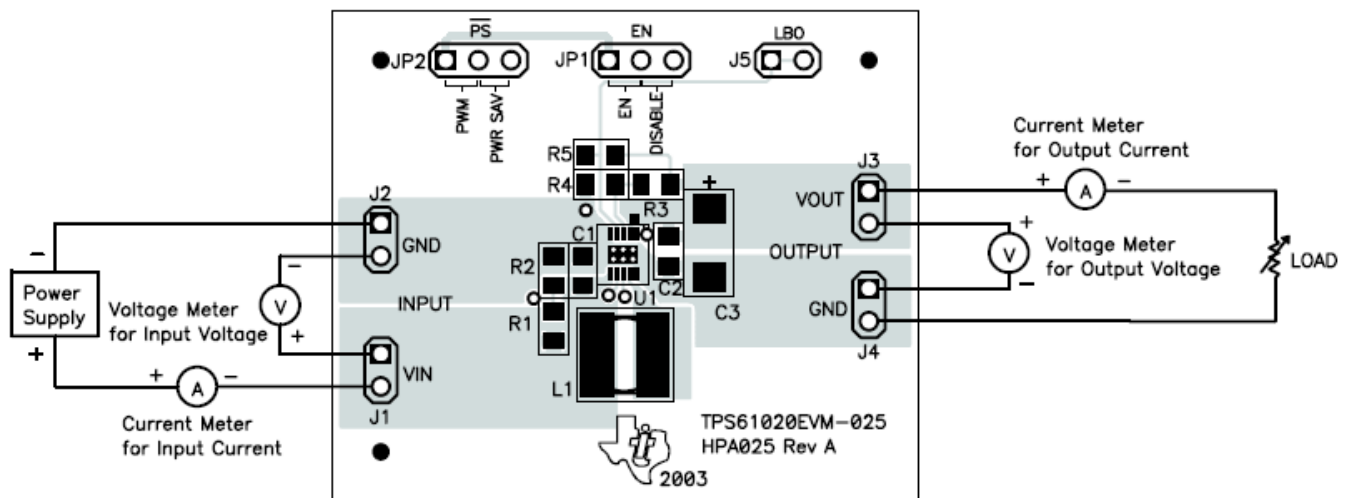 PS
EN
LBO
JP2
JP1
J5
PWM
PWR SAV
EN
DISABLE
Current Meter
for Output Current
R5
R4
J3
+
A
-
J2
VOUT
R3
C1
+
GND
R2
OUTPUT
V
Voltage Meter
for Output Voltage
LOAD
-
-
Power
Supply
+
Voltage Meter
for Input Voltage
V
-
+
INPUT
U1
C2
C3
R1
GND
J4
VIN
L1
+
A
-
J1
Current Meter
for Input Current
TPS61020EVM-025
HPA025 Rev A
2003